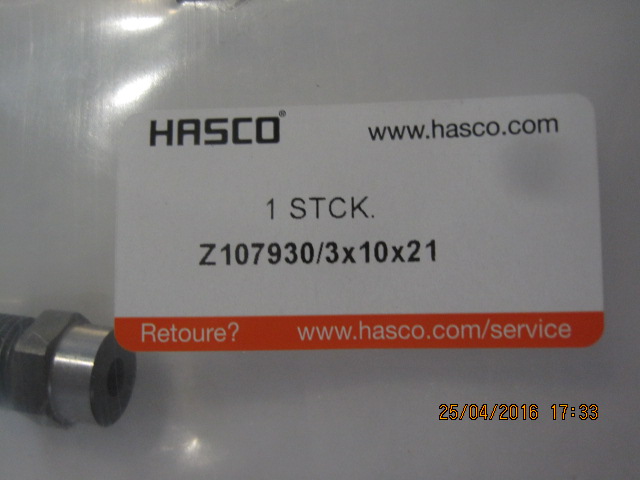 HASCO®
www.hasco.com
1 STCK.
Z107930/3x10x21
Retoure?
www.hasco.com/service
25/04/2016 17:33